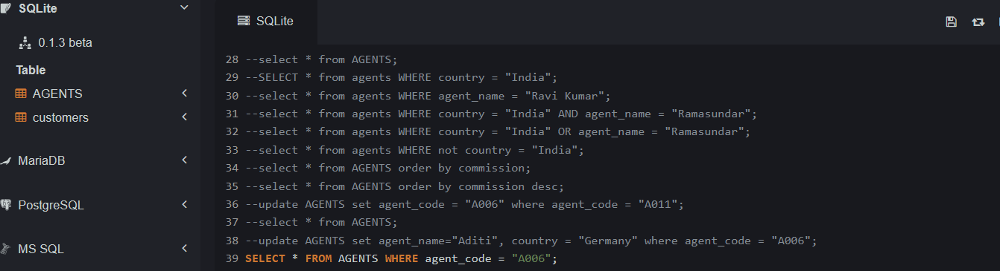 SQLite
0.1.3 beta
Table
AGENTS
customers
MariaDB
PostgreSQL
MS SQL
SQLite
28 --select * from AGENTS;
29 --SELECT * from agents WHERE country = "India";
30 --select * from agents WHERE agent_name = "Ravi Kumar";
31 --select * from agents WHERE country = "India" AND agent_name = "Ramasundar";
32 --select * from agents WHERE country = "India" OR agent_name = "Ramasundar";
33 --select * from agents WHERE not country = "India";
34 --select * from AGENTS order by commission;
35 --select * from AGENTS order by commission desc;
36 --update AGENTS set agent_code = "A006" where agent_code = "A011";
37 --select * from AGENTS;
38 --update AGENTS set agent_name="Aditi", country = "Germany" where agent_code = "A006";
39 SELECT * FROM AGENTS WHERE agent_code = "A006";